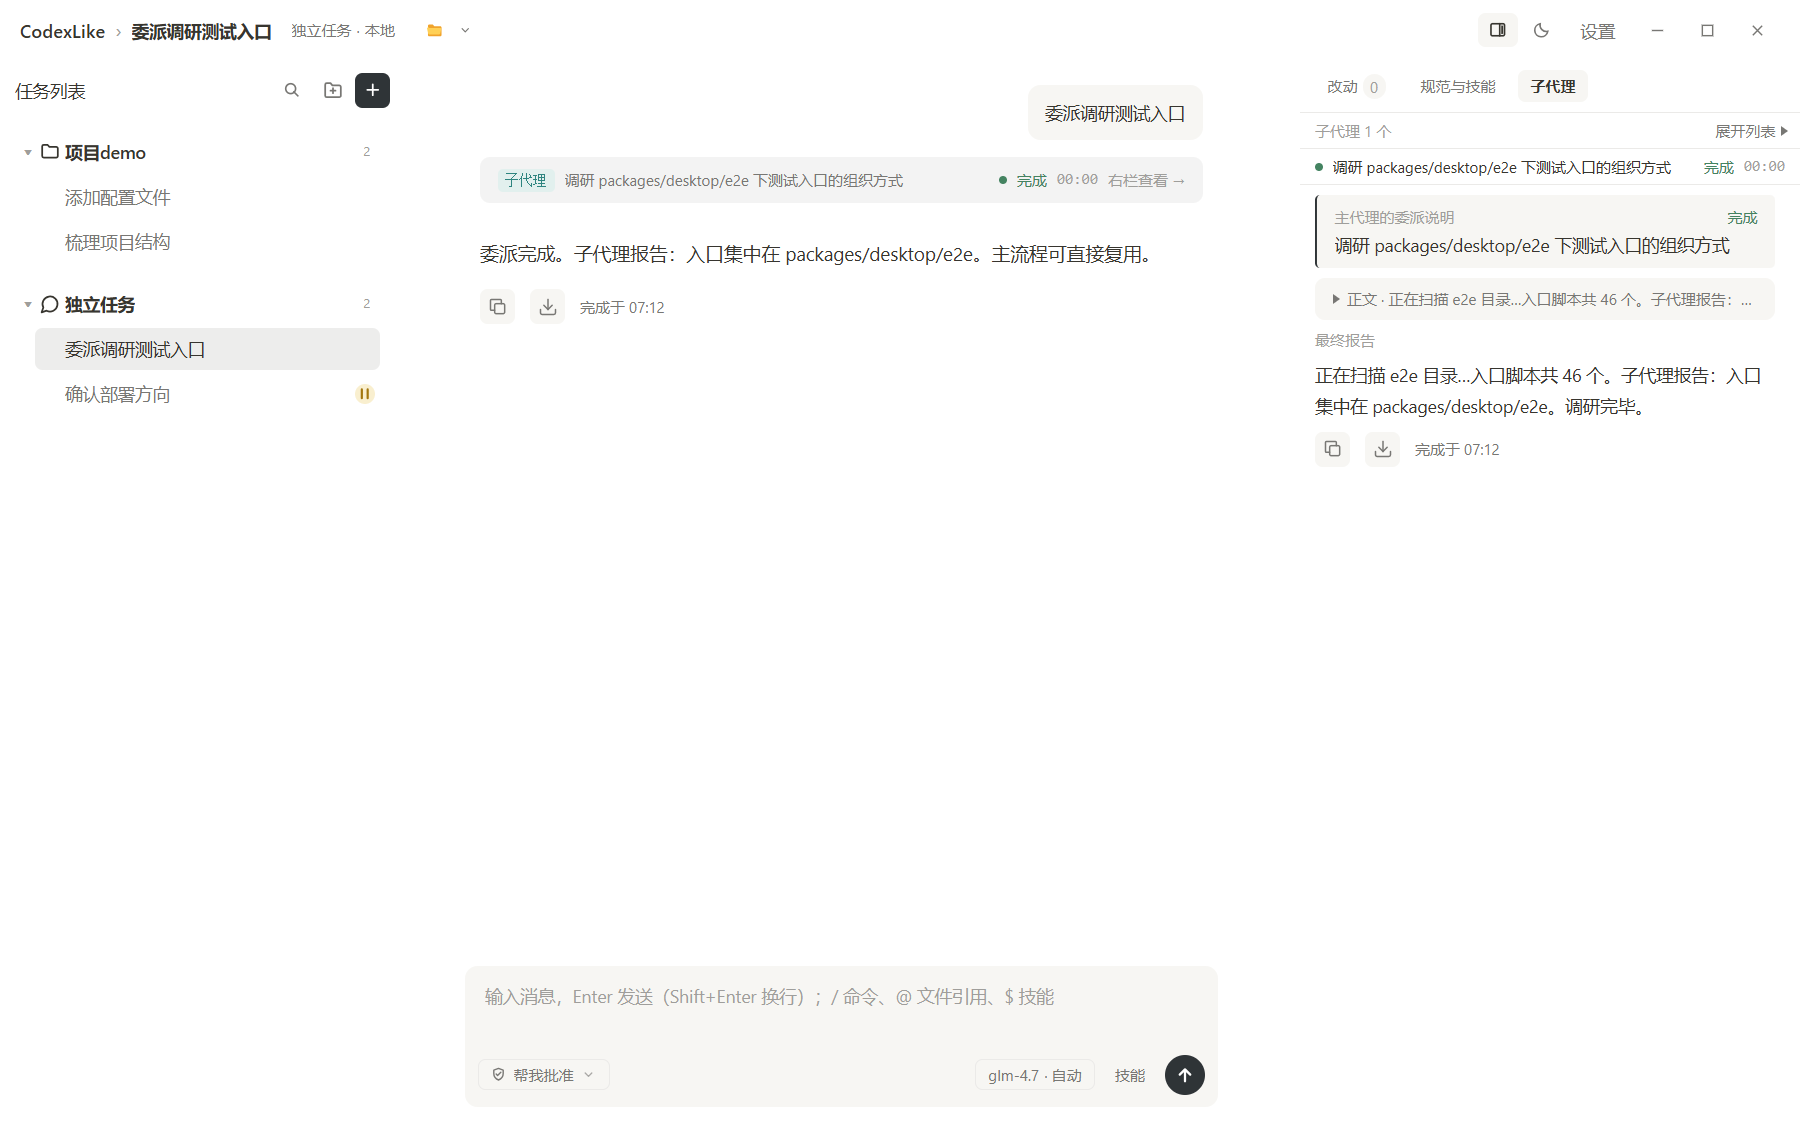 CodexLike › 委派调研测试入口 独立任务 · 本地
设置
任务列表
项目demo 2
添加配置文件
梳理项目结构
独立任务 2
委派调研测试入口
确认部署方向
委派调研测试入口
子代理 调研 packages/desktop/e2e 下测试入口的组织方式 完成 00:00 右栏查看 →
委派完成。子代理报告：入口集中在 packages/desktop/e2e。主流程可直接复用。
完成于 07:12
输入消息，Enter 发送（Shift+Enter 换行）；/ 命令、@ 文件引用、$ 技能
帮我批准
glm-4.7 · 自动 技能
改动 0 规范与技能 子代理
子代理 1 个 展开列表
调研 packages/desktop/e2e 下测试入口的组织方式 完成 00:00
主代理的委派说明 完成
调研 packages/desktop/e2e 下测试入口的组织方式
正文 · 正在扫描 e2e 目录...入口脚本共 46 个。子代理报告：...
最终报告
正在扫描 e2e 目录...入口脚本共 46 个。子代理报告：入口
集中在 packages/desktop/e2e。调研完毕。
完成于 07:12